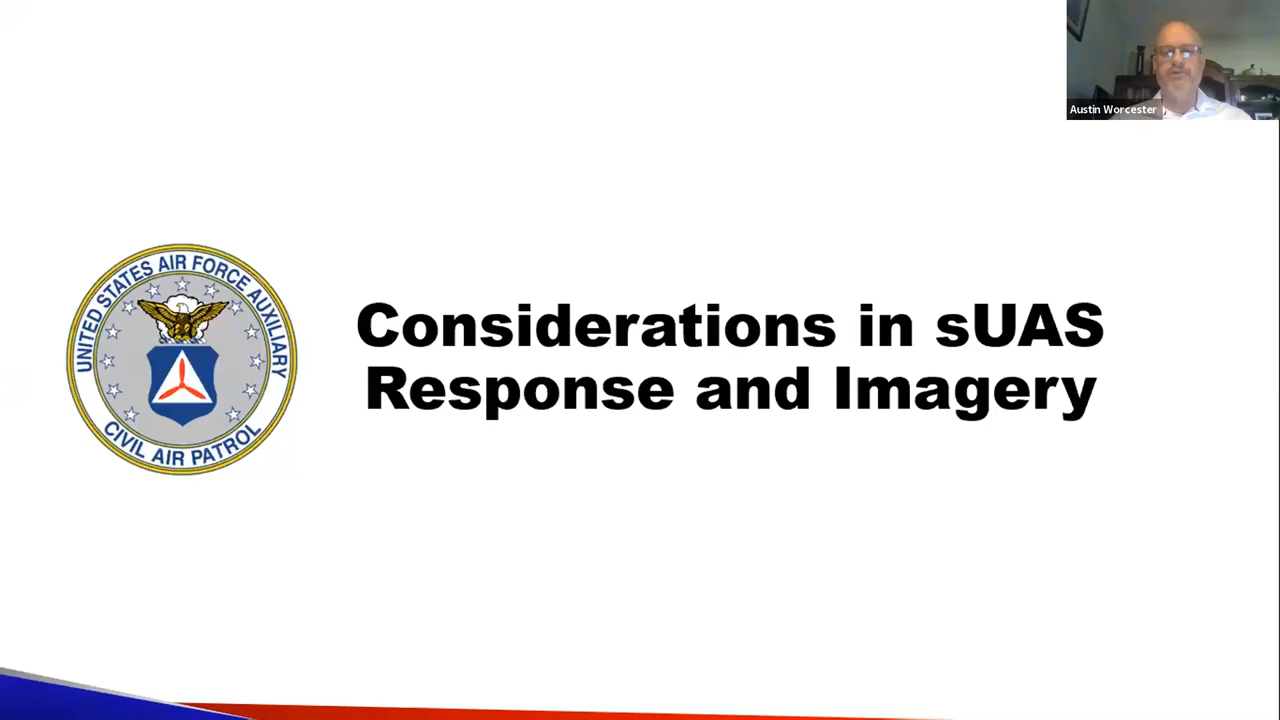 Austin Worcester
UNITED STATES AIR FORCE AUXILIARY
CIVIL AIR PATROL
Considerations in sUAS
Response and Imagery